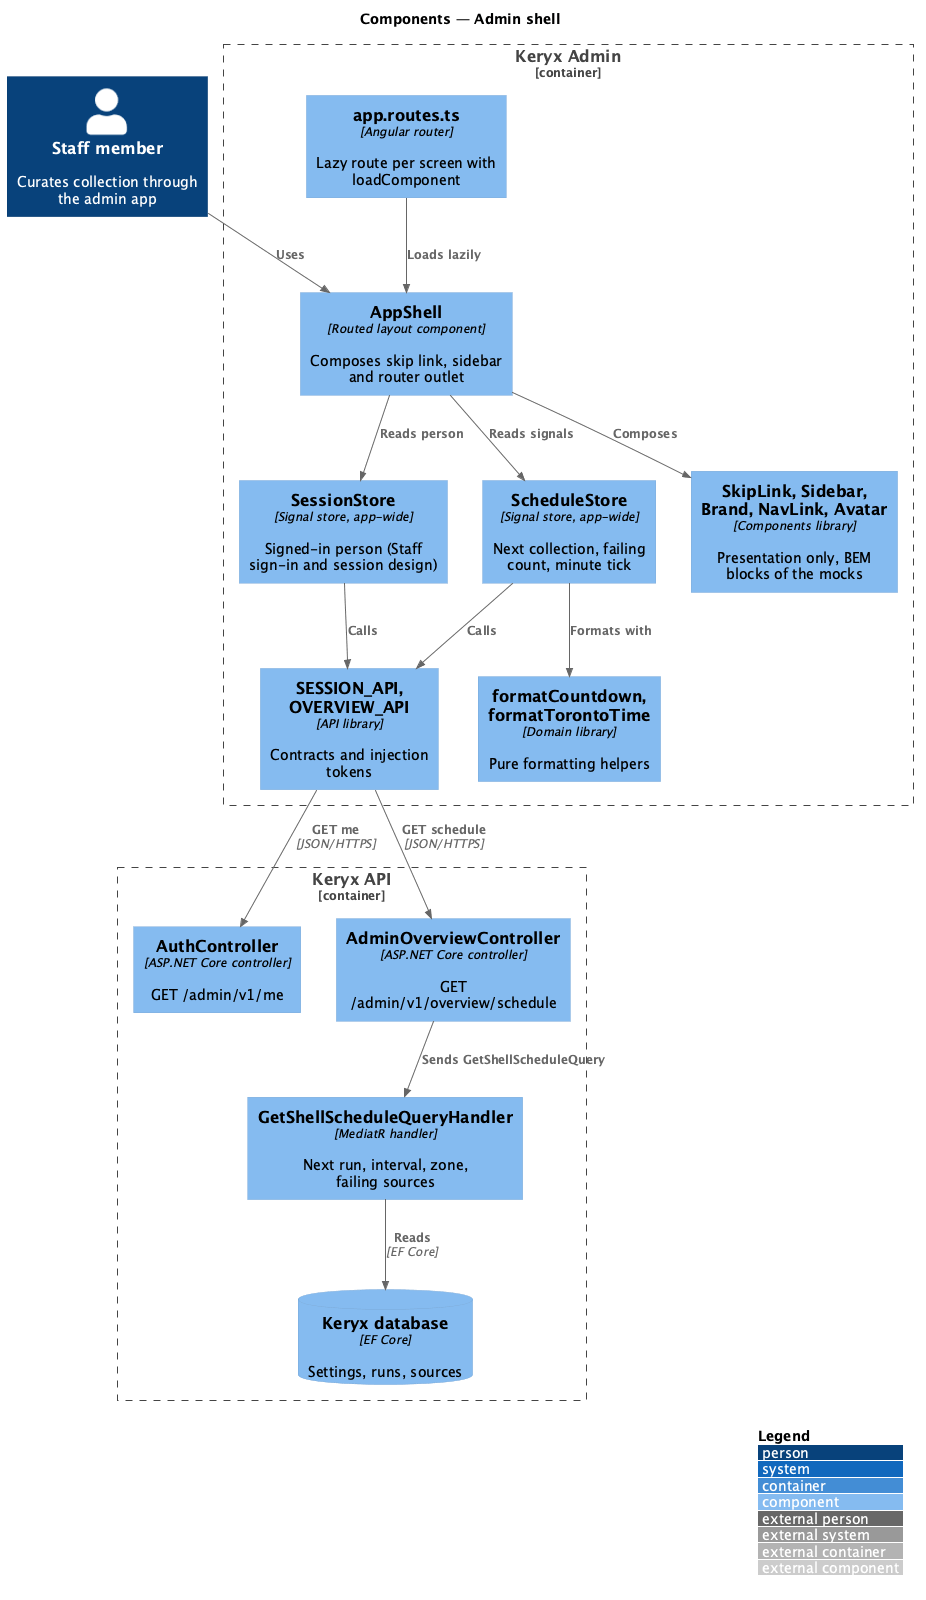 Components — Admin shell
Keryx Admin
[container]
Staff member
Curates collection through
the admin app
app.routes.ts
[Angular router]
Lazy route per screen with
loadComponent
Uses
Loads lazily
AppShell
[Routed layout component]
Composes skip link, sidebar
and router outlet
Reads person
Reads signals
Composes
SessionStore
[Signal store, app-wide]
Signed-in person (Staff
sign-in and session design)
ScheduleStore
[Signal store, app-wide]
Next collection, failing
count, minute tick
SkipLink, Sidebar,
Brand, NavLink, Avatar
[Components library]
Presentation only, BEM
blocks of the mocks
Calls
Calls
Formats with
SESSION_API,
OVERVIEW_API
[API library]
Contracts and injection
tokens
formatCountdown,
formatTorontoTime
[Domain library]
Pure formatting helpers
GET me
[JSON/HTTPS]
GET schedule
[JSON/HTTPS]
Keryx API
[container]
AuthController
[ASP.NET Core controller]
GET /admin/v1/me
AdminOverviewController
[ASP.NET Core controller]
GET
/admin/v1/overview/schedule
Sends GetShellScheduleQuery
GetShellScheduleQueryHandler
[MediatR handler]
Next run, interval, zone,
failing sources
Reads
[EF Core]
Keryx database
[EF Core]
Settings, runs, sources
Legend
person
system
container
component
external person
external system
external container
external component